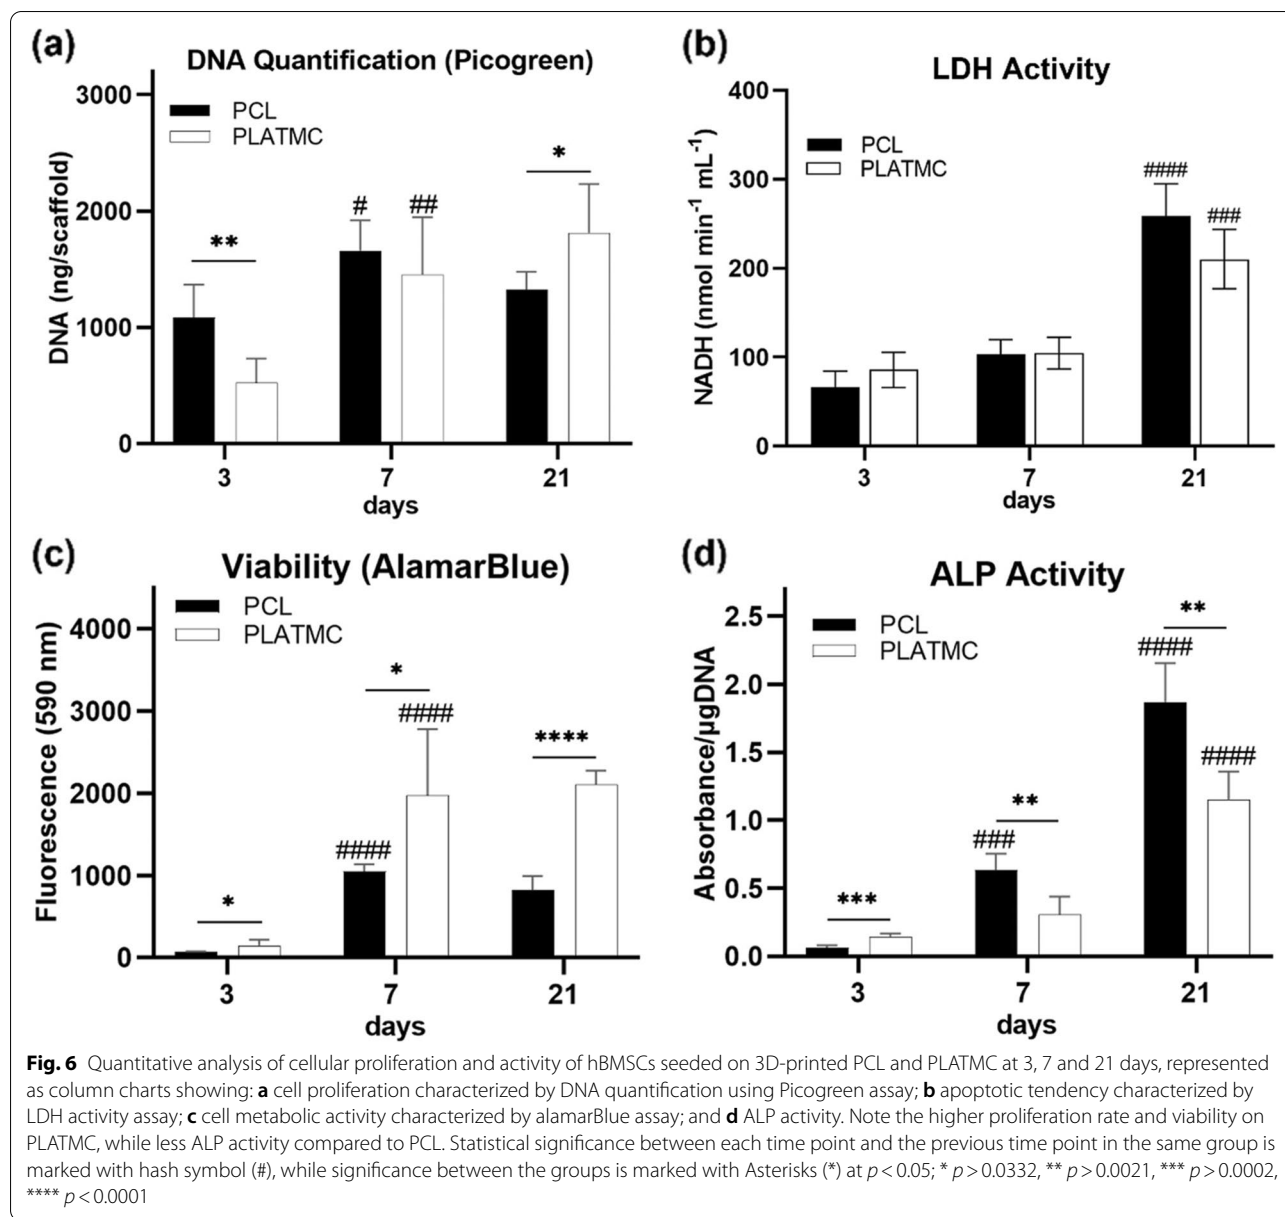 (a)
DNA Quantification (Picogreen)
3000
PCL
PLATMC
*
2000
#
##
**
1000
0
DNA (ng/scaffold)
3
7
21
days
(b)
LDH Activity
400
PCL
PLATMC
####
300
###
200
100
0
NADH (nmol min⁻¹ mL⁻¹)
3
7
21
days
(c)
Viability (AlamarBlue)
PCL
4000
PLATMC
*
3000
####
****
2000
####
1000
*
0
Fluorescence (590 nm)
3
7
21
days
(d)
ALP Activity
2.5
PCL
**
PLATMC
####
2.0
1.5
####
**
1.0
###
0.5
***
0.0
Absorbance/µgDNA
3
7
21
days
Fig. 6 Quantitative analysis of cellular proliferation and activity of hBMSCs seeded on 3D-printed PCL and PLATMC at 3, 7 and 21 days, represented
as column charts showing: a cell proliferation characterized by DNA quantification using Picogreen assay; b apoptotic tendency characterized by
LDH activity assay; c cell metabolic activity characterized by alamarBlue assay; and d ALP activity. Note the higher proliferation rate and viability on
PLATMC, while less ALP activity compared to PCL. Statistical significance between each time point and the previous time point in the same group is
marked with hash symbol (#), while significance between the groups is marked with Asterisks (*) at p < 0.05; * p > 0.0332, ** p > 0.0021, *** p > 0.0002,
**** p < 0.0001